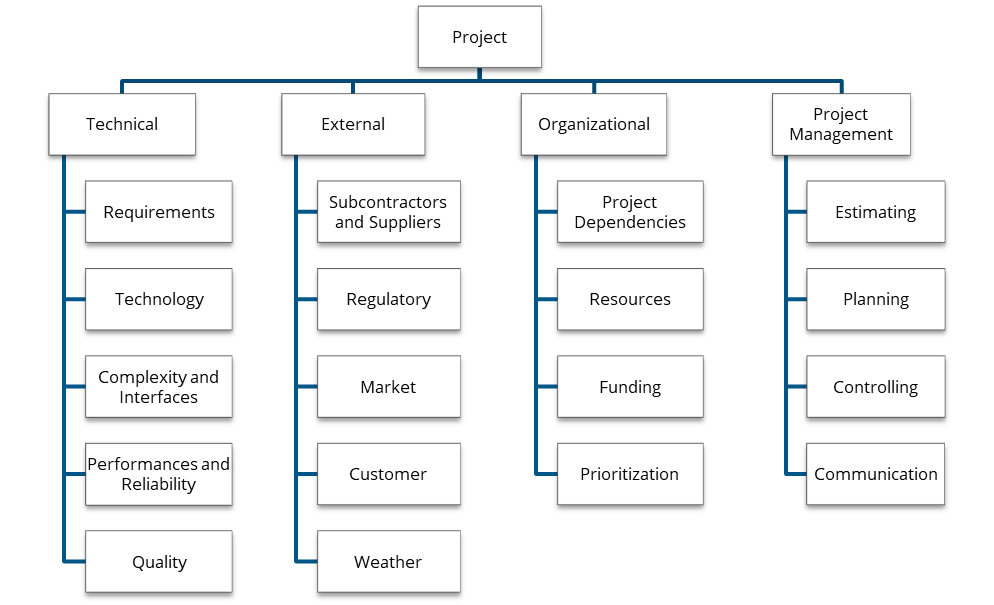 Project
Technical
External
Organizational
Project
Management
Requirements
Technology
Complexity and
Interfaces
Performances and
Reliability
Quality
Subcontractors
and Suppliers
Regulatory
Market
Customer
Weather
Project
Dependencies
Resources
Funding
Prioritization
Estimating
Planning
Controlling
Communication